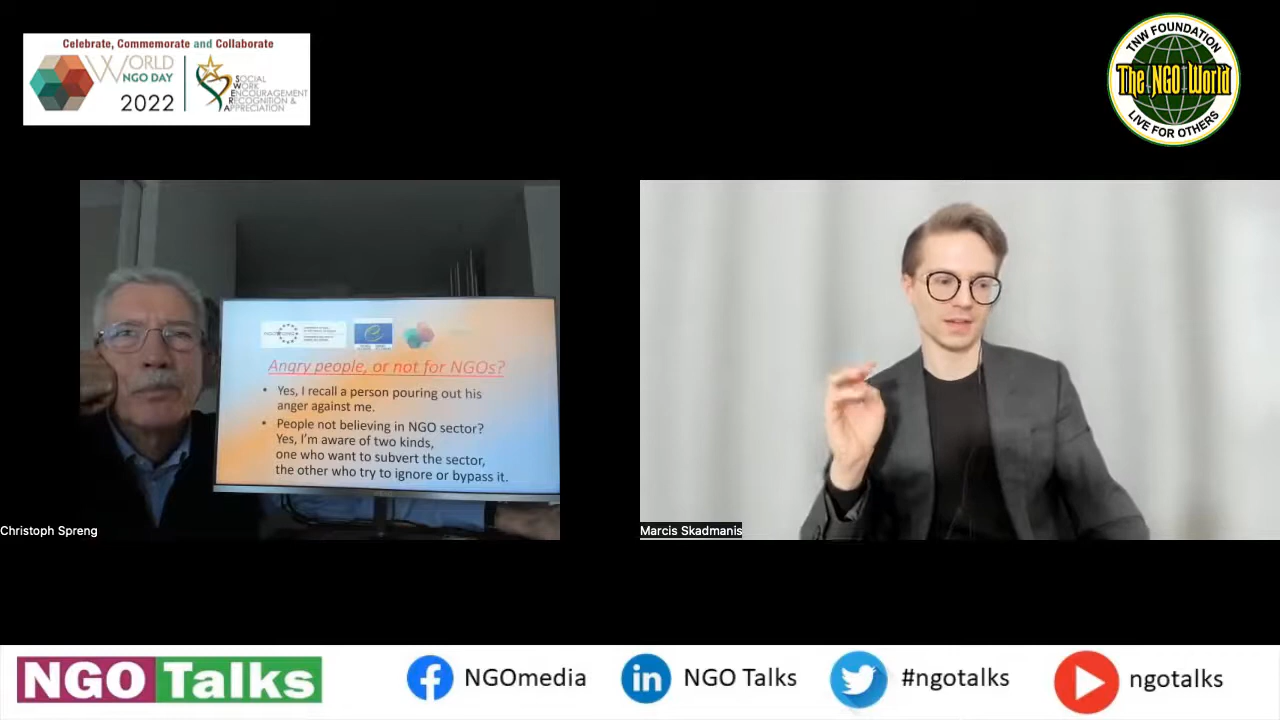 Celebrate, Commemorate and Collaborate
WORLD
NGO DAY
2022
SOCIAL
WORK
ENCOURAGEMENT
RECOGNITION &
APPRECIATION
TNW FOUNDATION
The NGO World
LIVE FOR OTHERS
Angry people, or not for NGOs?
• Yes, I recall a person pouring out his
anger against me.
• People not believing in NGO sector?
Yes, I'm aware of two kinds,
one who want to subvert the sector,
the other who try to ignore or bypass it.
Christoph Spreng
Marcis Skadmanis
NGO Talks
NGOmedia
in
NGO Talks
#ngotalks
ngotalks